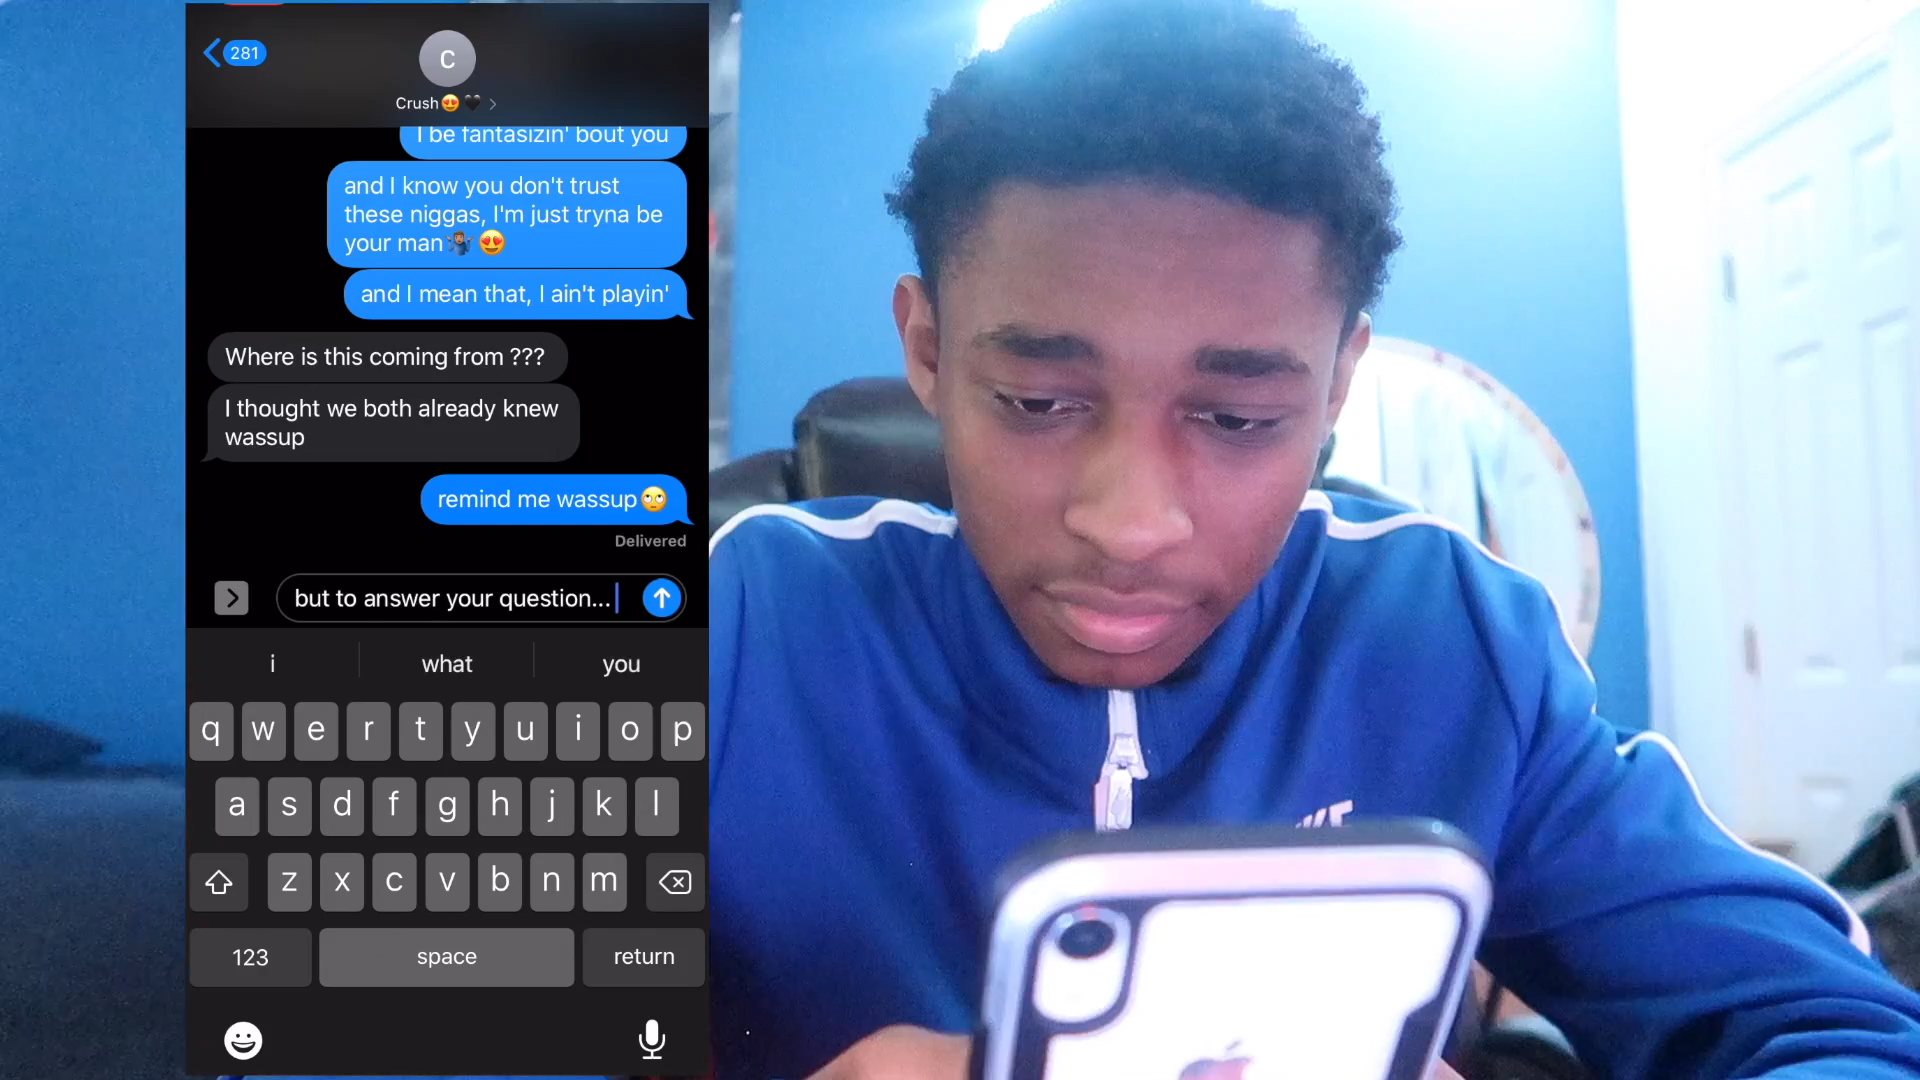 281
C
Crush😍🖤 >
I be fantasizin' bout you
and I know you don't trust
these niggas, I'm just tryna be
your man🤷🏾‍♂️😍
and I mean that, I ain't playin'
Where is this coming from ???
I thought we both already knew
wassup
remind me wassup🙄
Delivered
but to answer your question...
i what you
q w e r t y u i o p
a s d f g h j k l
z x c v b n m
123 space return